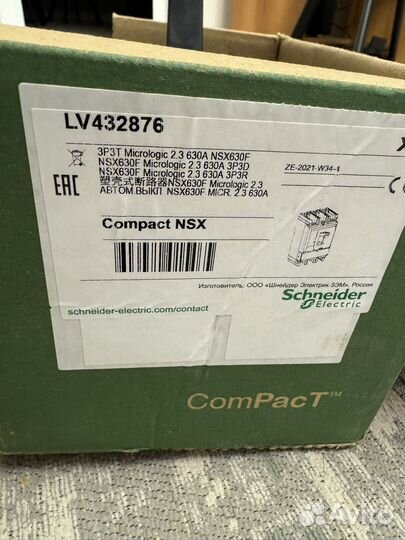 LV432876
3P3T Micrologic 2.3 630A NSX630F
NSX630F Micrologic 2.3 630A 3P3D
NSX630F Micrologic 2.3 630A 3P3R
塑壳式断路器NSX630F Micrologic 2.3
АВТОМ.ВЫКЛ. NSX630F MICR. 2.3 630A
ZE-2021-W34-1
EAC
CE
Compact NSX
Изготовитель: ООО «Шнейдер Электрик ЗЭМ», Россия
Schneider
Electric
schneider-electric.com/contact
ComPacT™
Avito